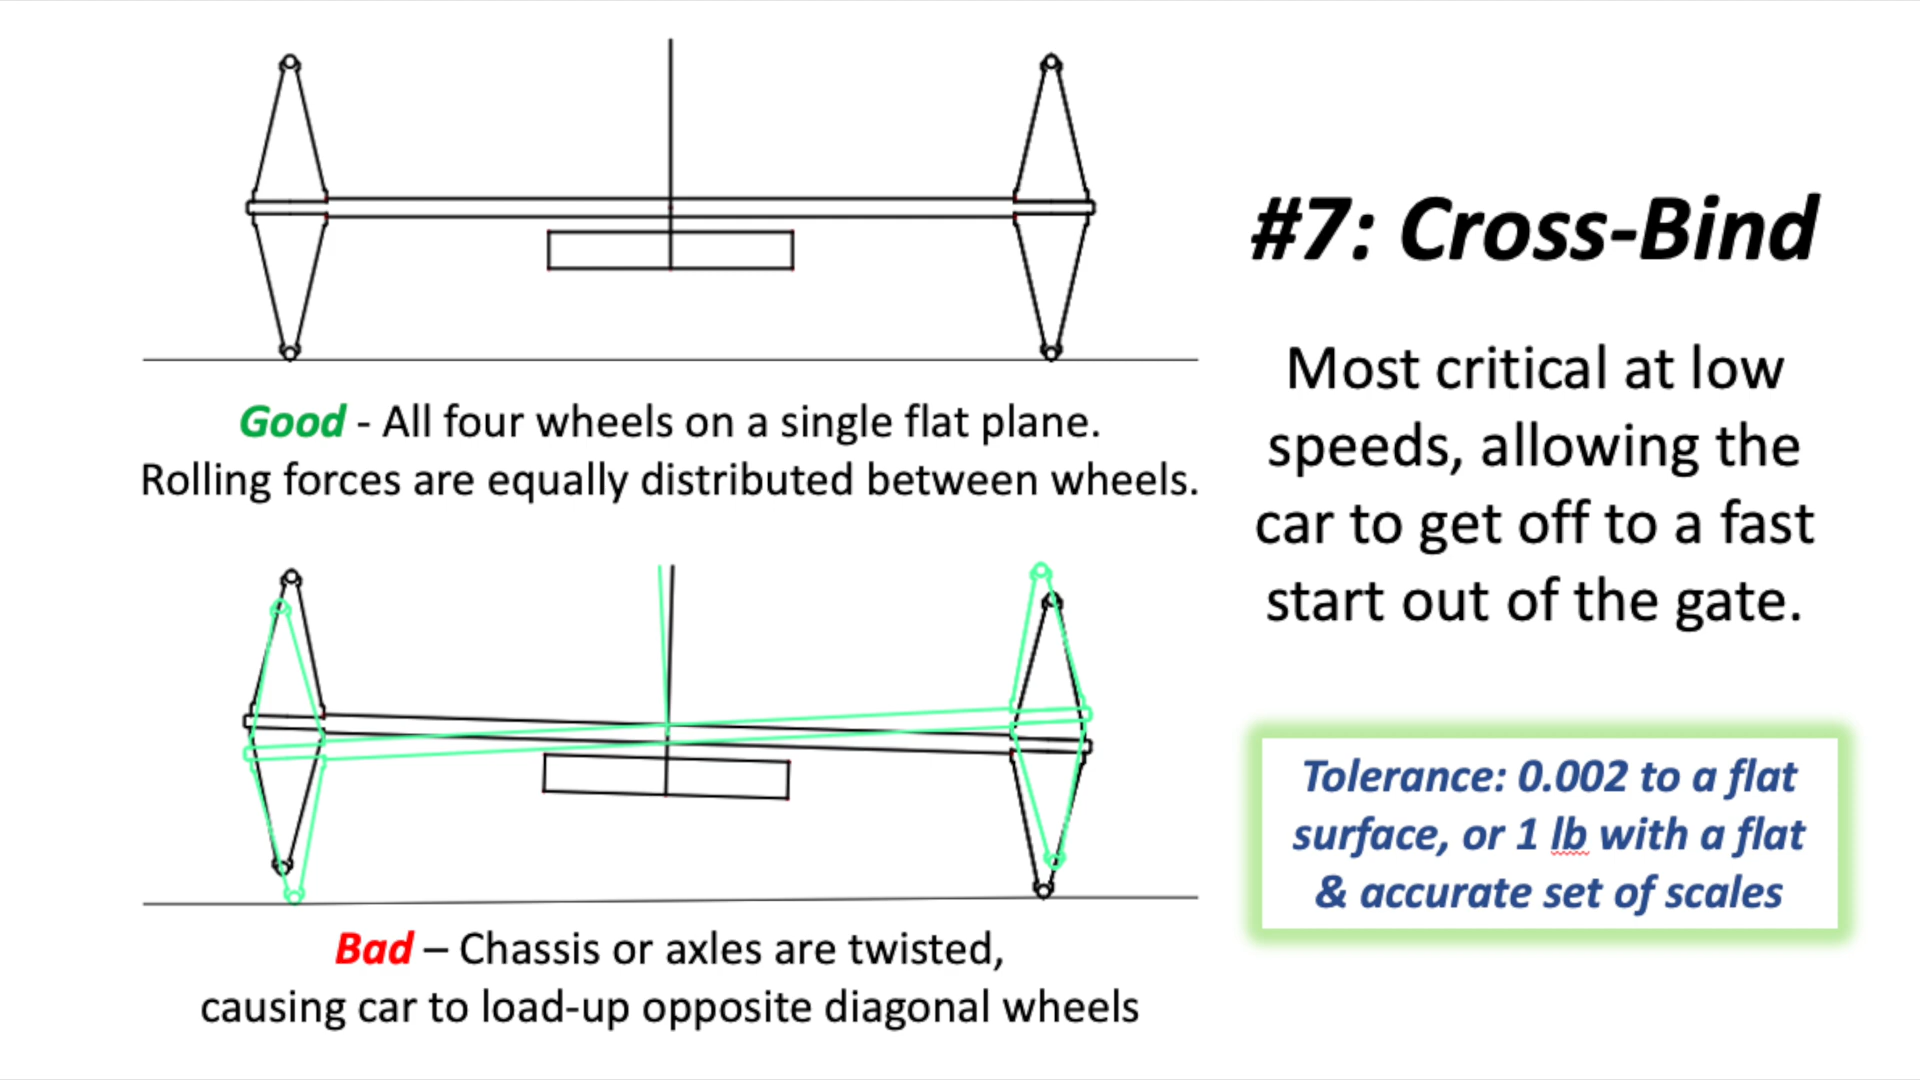 #7: Cross-Bind
Most critical at low
speeds, allowing the
car to get off to a fast
start out of the gate.
Good - All four wheels on a single flat plane.
Rolling forces are equally distributed between wheels.
Bad – Chassis or axles are twisted,
causing car to load-up opposite diagonal wheels
Tolerance: 0.002 to a flat
surface, or 1 lb with a flat
& accurate set of scales